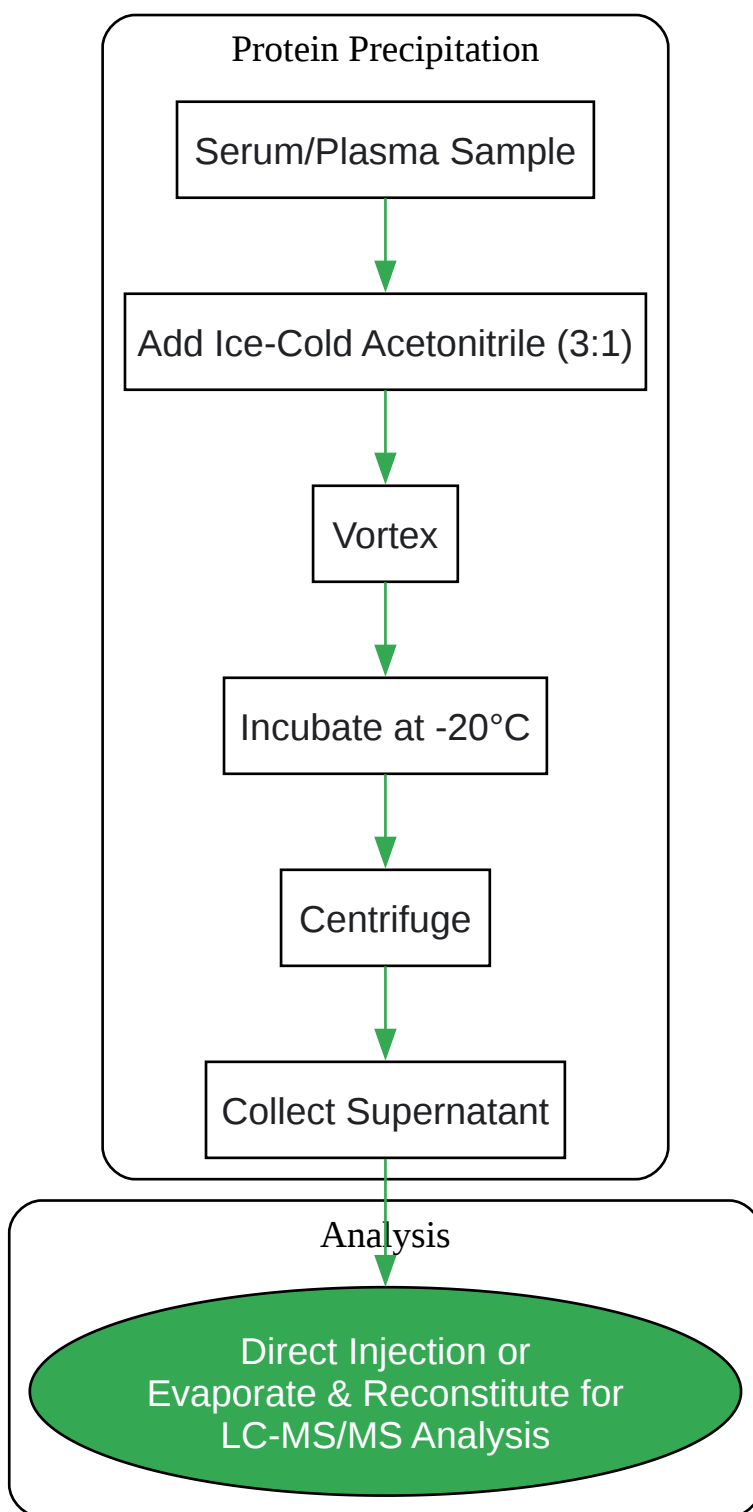 Protein Precipitation
Serum/Plasma Sample
Add Ice-Cold Acetonitrile (3:1)
Vortex
Incubate at -20°C
Centrifuge
Collect Supernatant
Analysis
Direct Injection or
Evaporate & Reconstitute for
LC-MS/MS Analysis